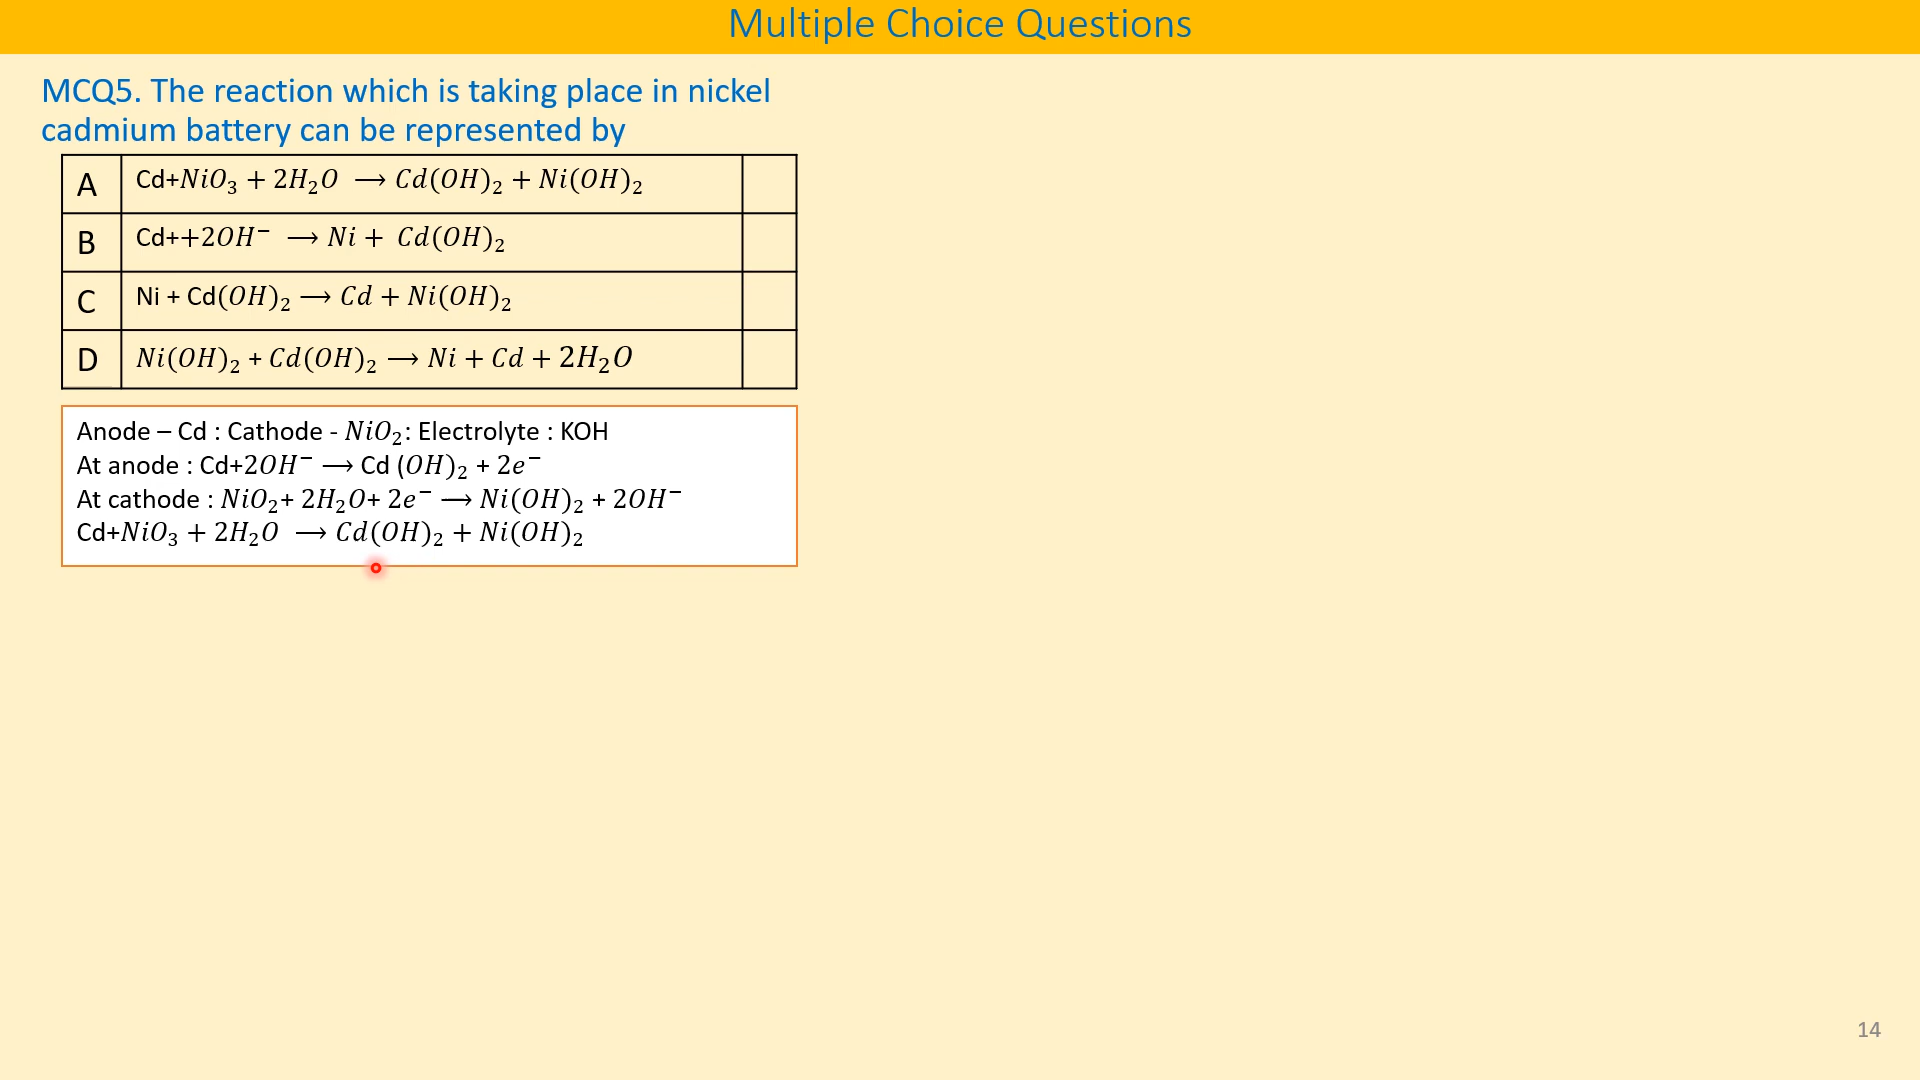 Multiple Choice Questions
MCQ5. The reaction which is taking place in nickel
cadmium battery can be represented by
A Cd+NiO₃ + 2H₂O ⟶ Cd(OH)₂ + Ni(OH)₂
B Cd++2OH⁻ ⟶ Ni + Cd(OH)₂
C Ni + Cd(OH)₂ ⟶ Cd + Ni(OH)₂
D Ni(OH)₂ + Cd(OH)₂ ⟶ Ni + Cd + 2H₂O
Anode – Cd : Cathode - NiO₂: Electrolyte : KOH
At anode : Cd+2OH⁻ ⟶ Cd (OH)₂ + 2e⁻
At cathode : NiO₂+ 2H₂O+ 2e⁻ ⟶ Ni(OH)₂ + 2OH⁻
Cd+NiO₃ + 2H₂O ⟶ Cd(OH)₂ + Ni(OH)₂
14